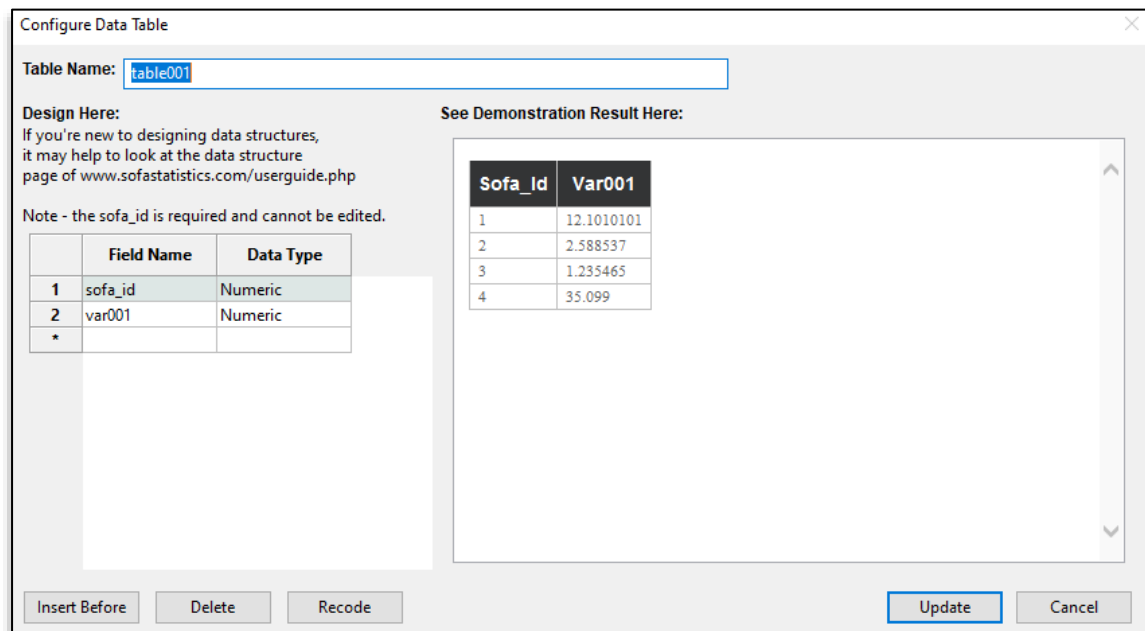 Configure Data Table
Table Name: table001
Design Here:
If you're new to designing data structures,
it may help to look at the data structure
page of www.sofastatistics.com/userguide.php
Note - the sofa_id is required and cannot be edited.
Field Name Data Type
1 sofa_id Numeric
2 var001 Numeric
*
See Demonstration Result Here:
Sofa_Id Var001
1 12.1010101
2 2.588537
3 1.235465
4 35.099
Insert Before Delete Recode Update Cancel